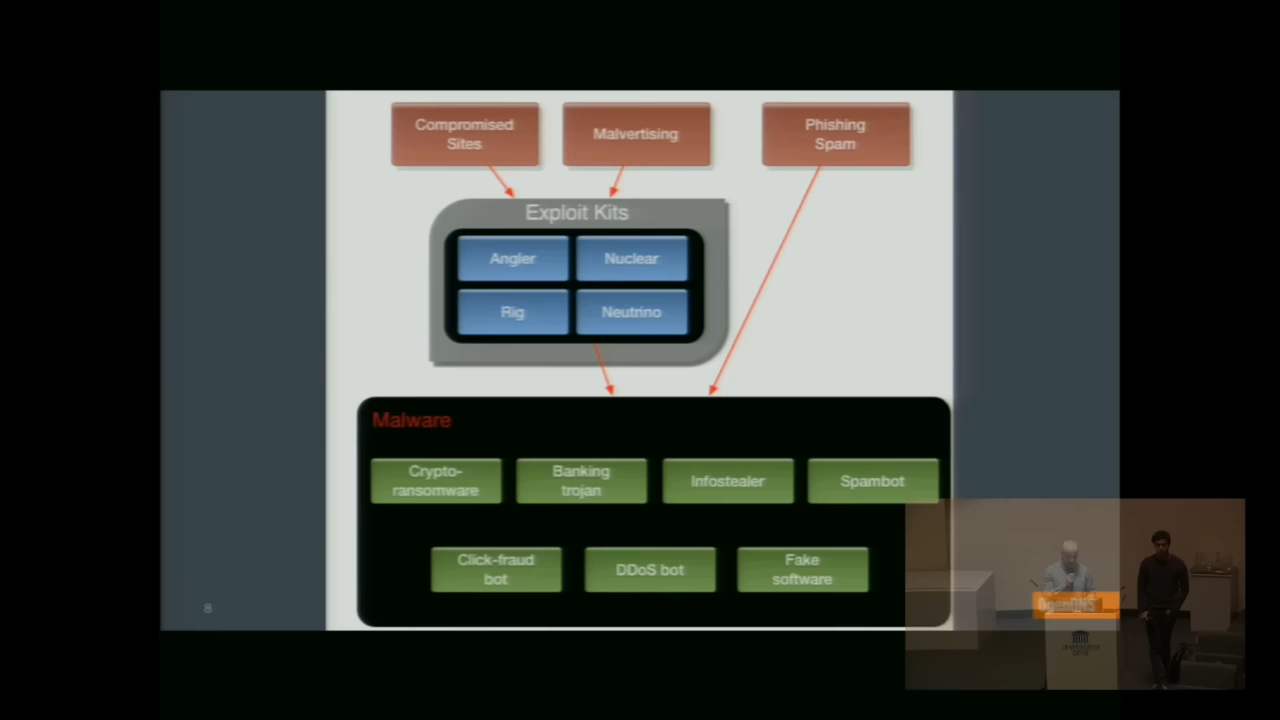 Compromised
Sites
Malvertising
Phishing
Spam
Exploit Kits
Angler
Nuclear
Rig
Neutrino
Malware
Crypto-
ransomware
Banking
trojan
Infostealer
Spambot
Click-fraud
bot
DDoS bot
Fake
software
8
OpenDNS